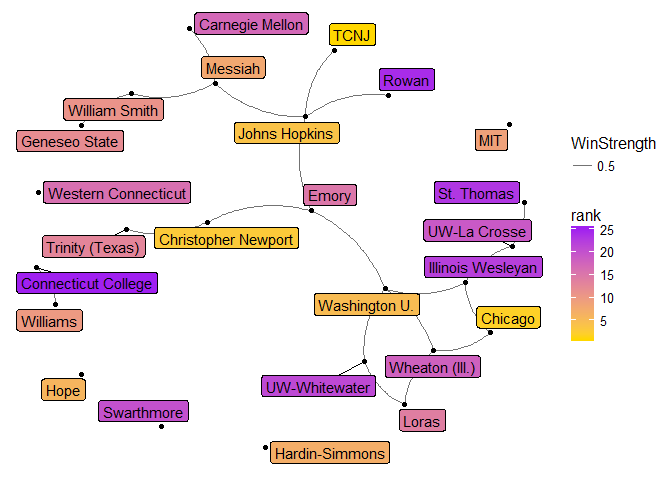 Carnegie Mellon
TCNJ
Messiah
Rowan
William Smith
Johns Hopkins
Geneseo State
MIT
WinStrength
0.5
Western Connecticut
Emory
St. Thomas
rank
25
20
15
10
5
UW-La Crosse
Christopher Newport
Trinity (Texas)
Illinois Wesleyan
Connecticut College
Washington U.
Williams
Chicago
Wheaton (Ill.)
UW-Whitewater
Hope
Swarthmore
Loras
Hardin-Simmons